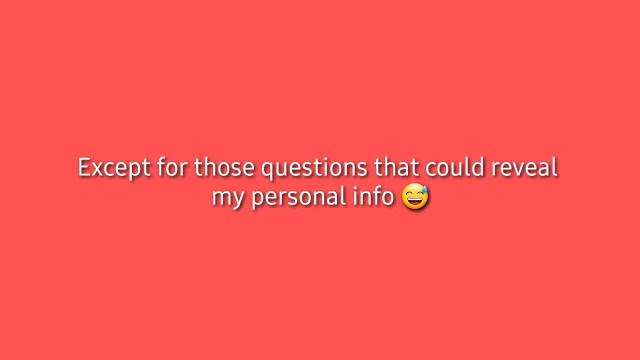 Except for those questions that could reveal
my personal info 😅